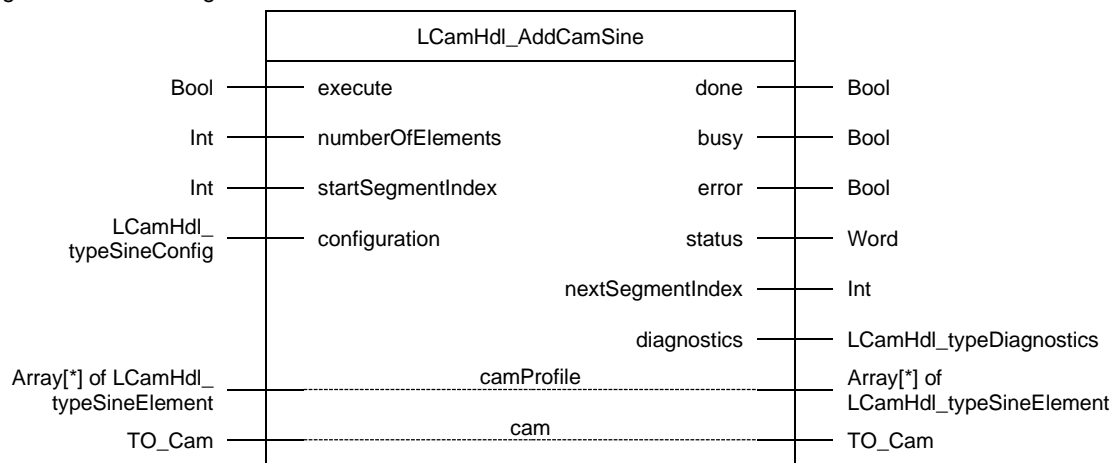 LCamHdl_AddCamSine
Bool execute done Bool
Int numberOfElements busy Bool
Int startSegmentIndex error Bool
LCamHdl_
typeSineConfig configuration status Word
nextSegmentIndex Int
diagnostics LCamHdl_typeDiagnostics
Array[*] of LCamHdl_
typeSineElement camProfile Array[*] of
LCamHdl_typeSineElement
TO_Cam cam TO_Cam